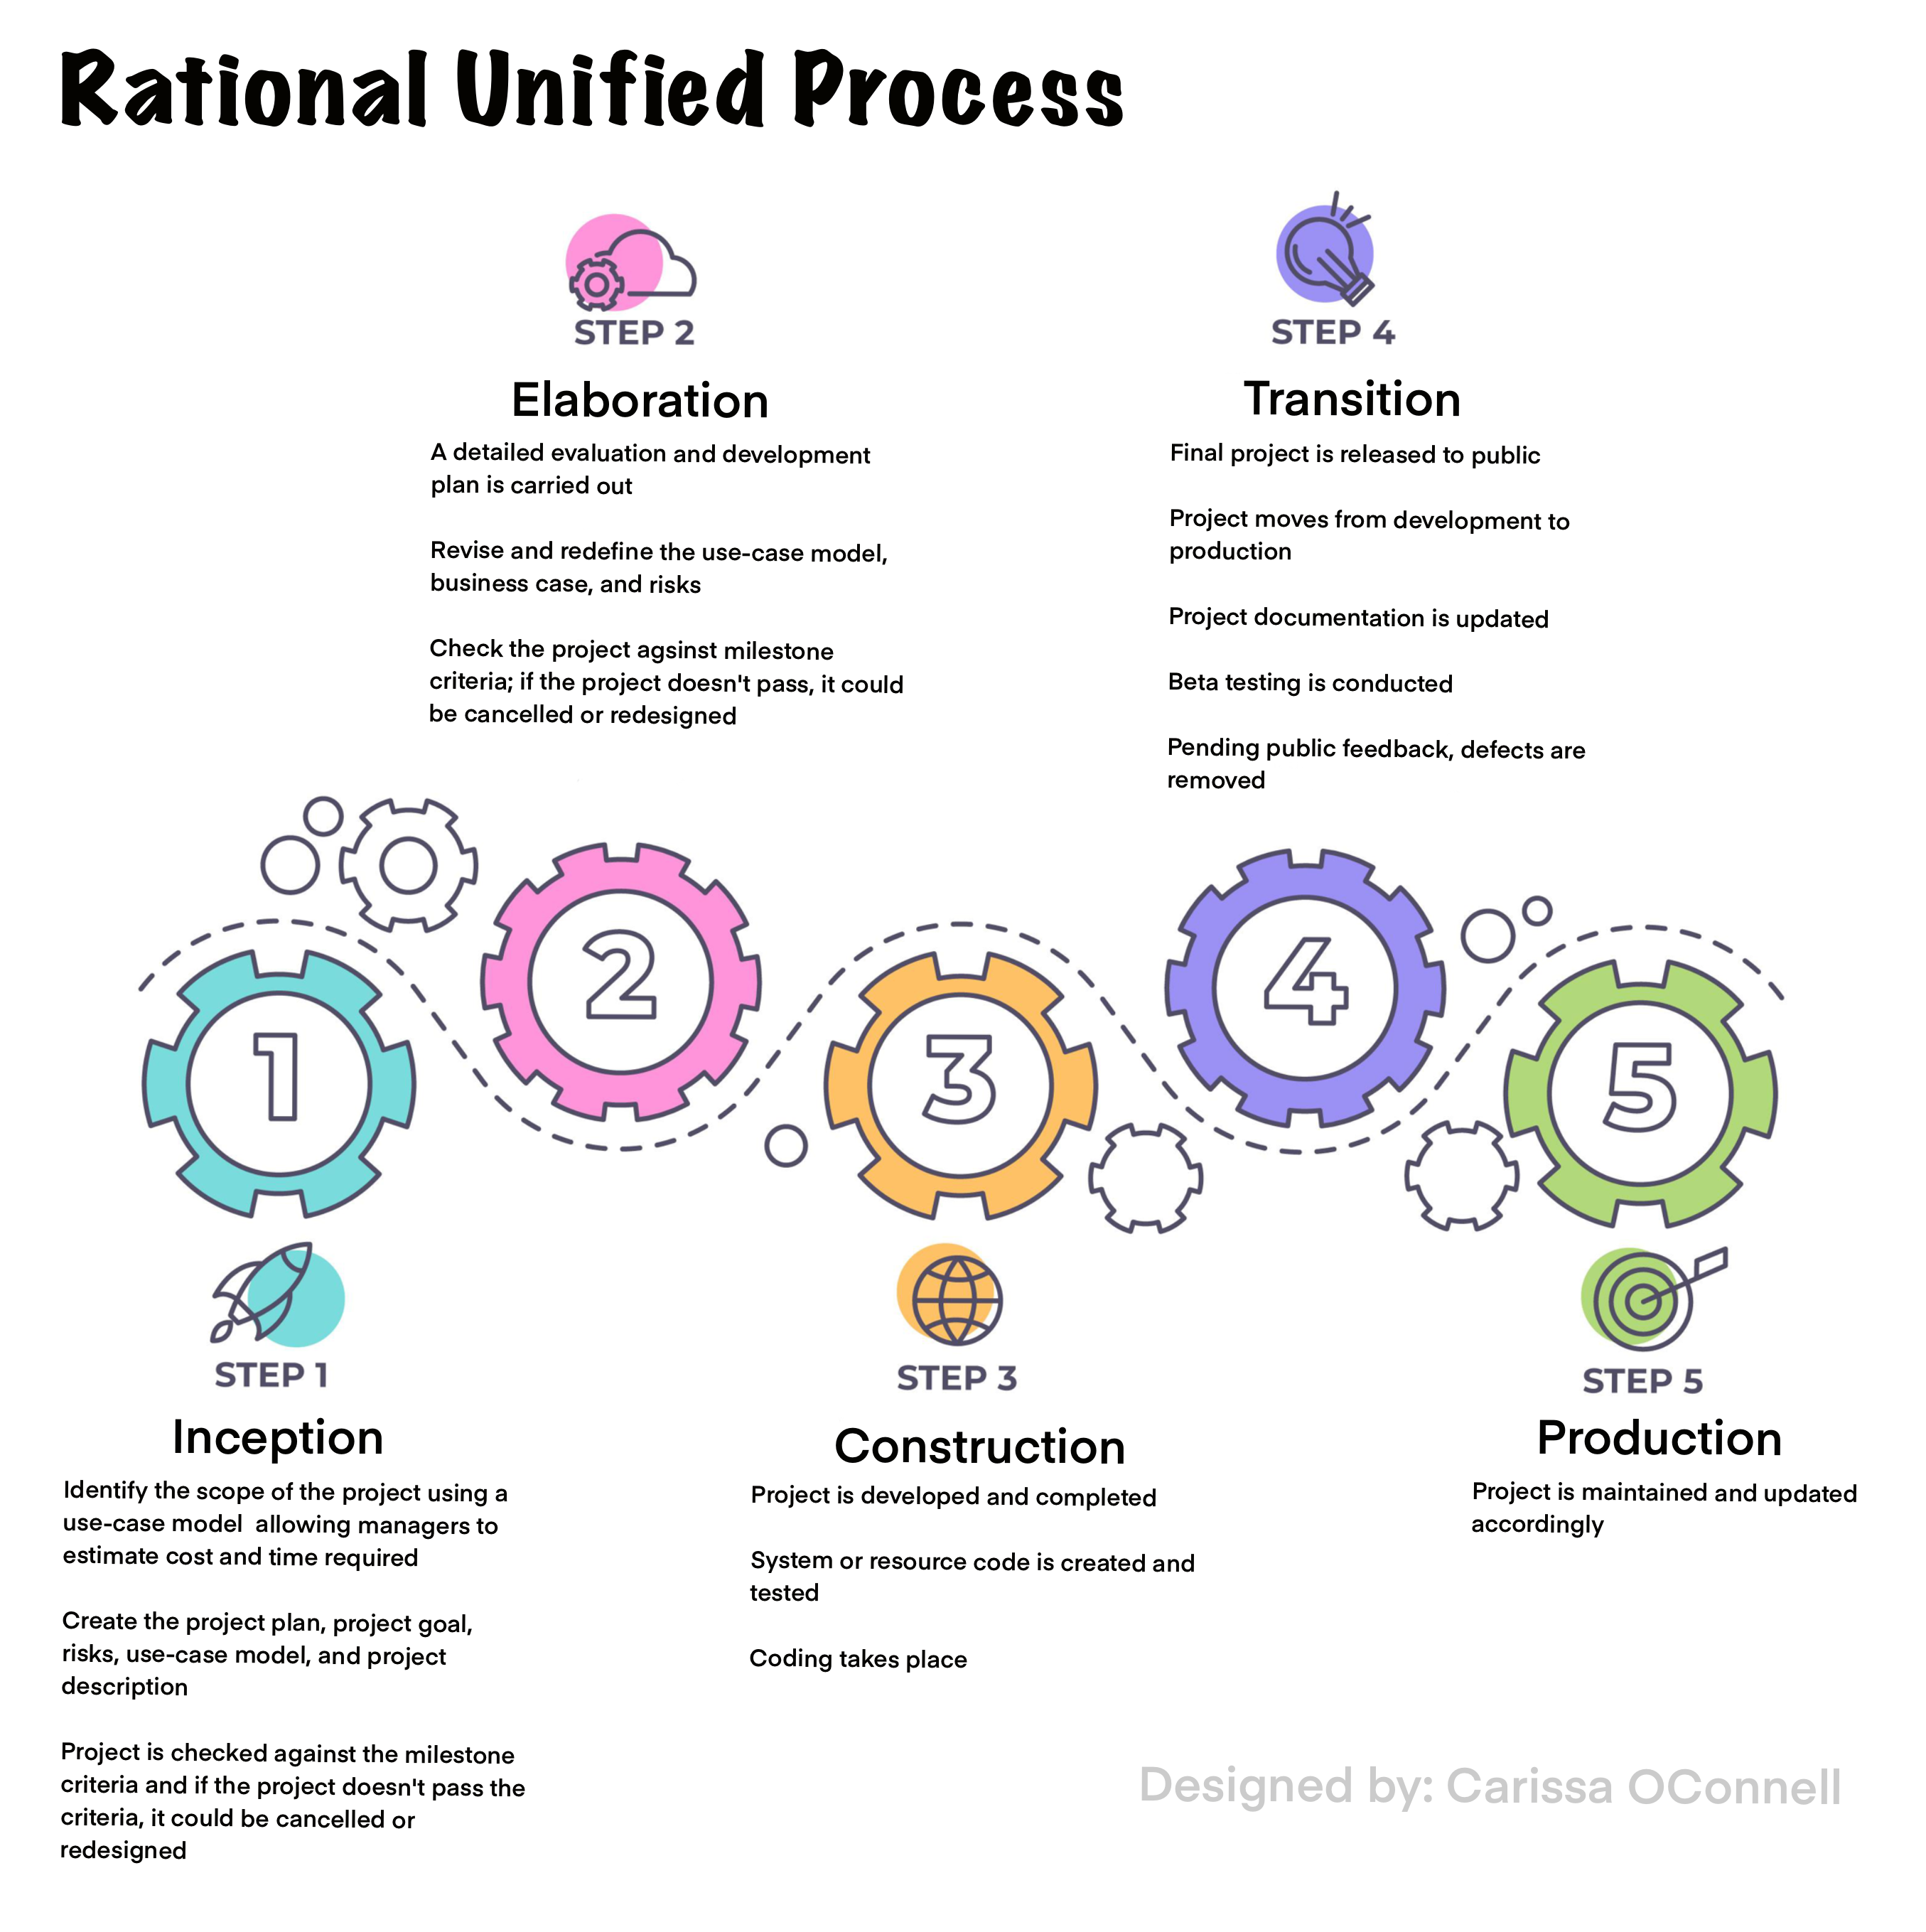 Rational Unified Process
STEP 2
Elaboration
A detailed evaluation and development
plan is carried out
Revise and redefine the use-case model,
business case, and risks
Check the project agsinst milestone
criteria; if the project doesn't pass, it could
be cancelled or redesigned
STEP 4
Transition
Final project is released to public
Project moves from development to
production
Project documentation is updated
Beta testing is conducted
Pending public feedback, defects are
removed
1
2
3
4
5
STEP 1
Inception
Identify the scope of the project using a
use-case model  allowing managers to
estimate cost and time required
Create the project plan, project goal,
risks, use-case model, and project
description
Project is checked against the milestone
criteria and if the project doesn't pass the
criteria, it could be cancelled or
redesigned
STEP 3
Construction
Project is developed and completed
System or resource code is created and
tested
Coding takes place
STEP 5
Production
Project is maintained and updated
accordingly
Designed by: Carissa OConnell